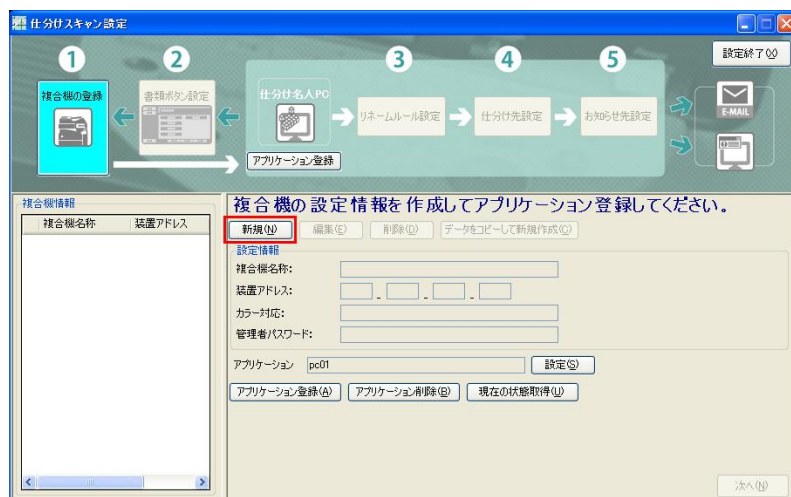 仕分けスキャン設定
設定終了(X)
1 2 3 4 5
複合機の登録
書類ボタン設定
仕分け名人PC
リネームルール設定
仕分け先設定
お知らせ先設定
E-MAIL
アプリケーション登録
複合機情報
複合機名称 装置アドレス
複合機の設定情報を作成してアプリケーション登録してください。
新規(N) 編集(E) 削除(D) データをコピーして新規作成(C)
設定情報
複合機名称:
装置アドレス: . . .
カラー対応:
管理者パスワード:
アプリケーション pc01 設定(S)
アプリケーション登録(A) アプリケーション削除(B) 現在の状態取得(U)
次へ(N)